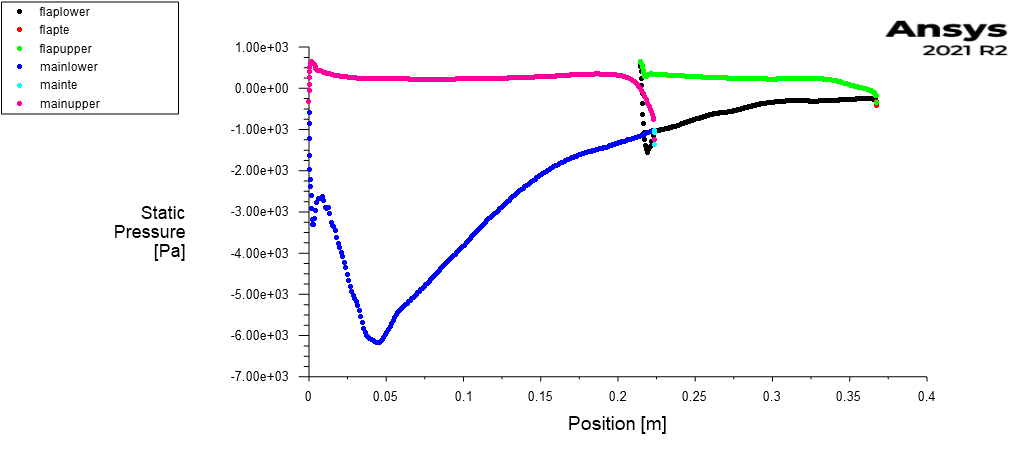 flaplower
flapte
flapupper
mainlower
mainte
mainupper
Ansys
2021 R2
1.00e+03
0.00e+00
-1.00e+03
-2.00e+03
-3.00e+03
-4.00e+03
-5.00e+03
-6.00e+03
-7.00e+03
Static
Pressure
[Pa]
0 0.05 0.1 0.15 0.2 0.25 0.3 0.35 0.4
Position [m]